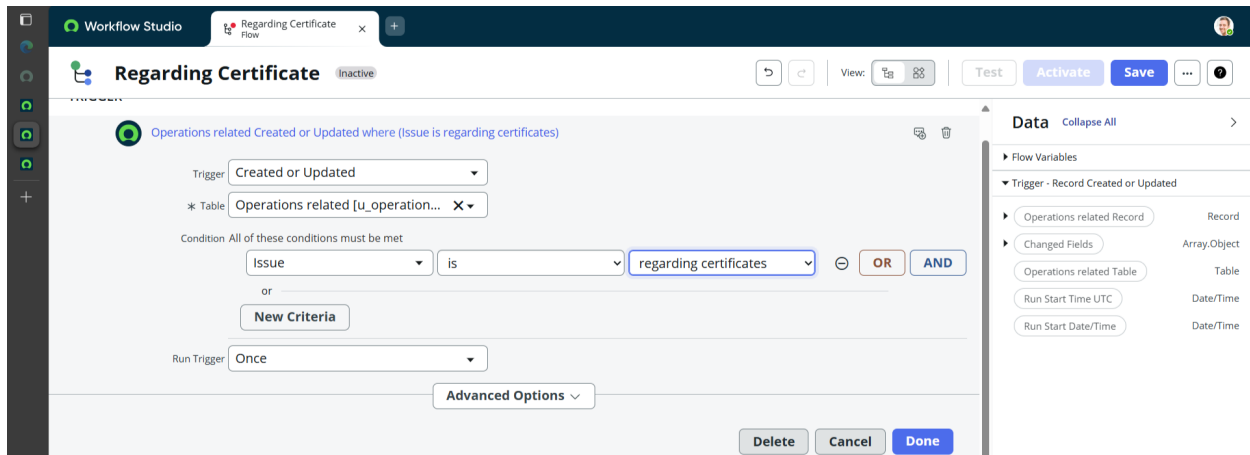 Workflow Studio
Regarding Certificate
Flow
Regarding Certificate Inactive
View:
Test
Activate
Save
TRIGGER
Operations related Created or Updated where (Issue is regarding certificates)
Trigger Created or Updated
* Table Operations related [u_operation...
Condition All of these conditions must be met
Issue is regarding certificates OR AND
or
New Criteria
Run Trigger Once
Advanced Options
Delete Cancel Done
Data Collapse All
Flow Variables
Trigger - Record Created or Updated
Operations related Record Record
Changed Fields Array.Object
Operations related Table Table
Run Start Time UTC Date/Time
Run Start Date/Time Date/Time